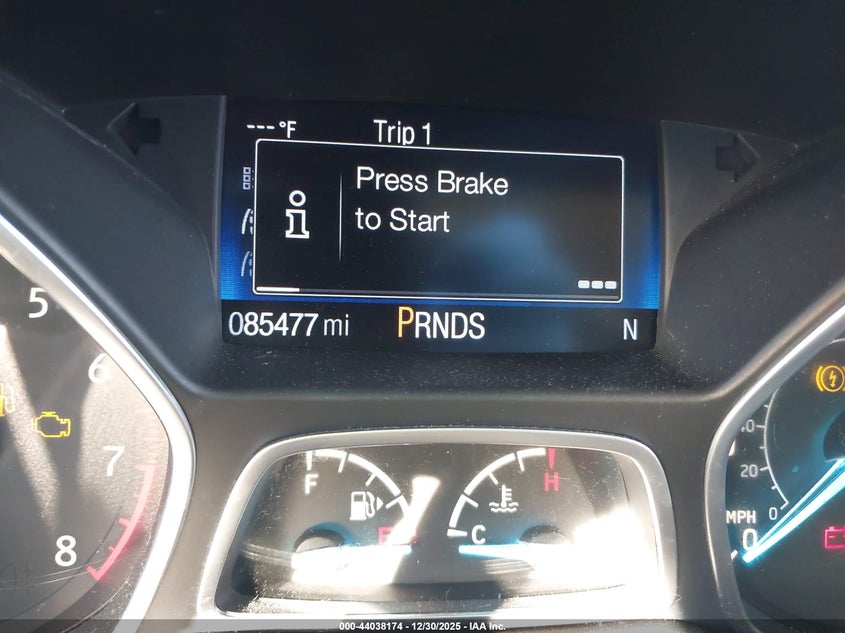 ---°F Trip 1
Press Brake
to Start
085477 mi PRNDS N
5
6
7
8
F
E
H
C
20
0
MPH
0
000-44038174 - 12/30/2025 - IAA Inc.